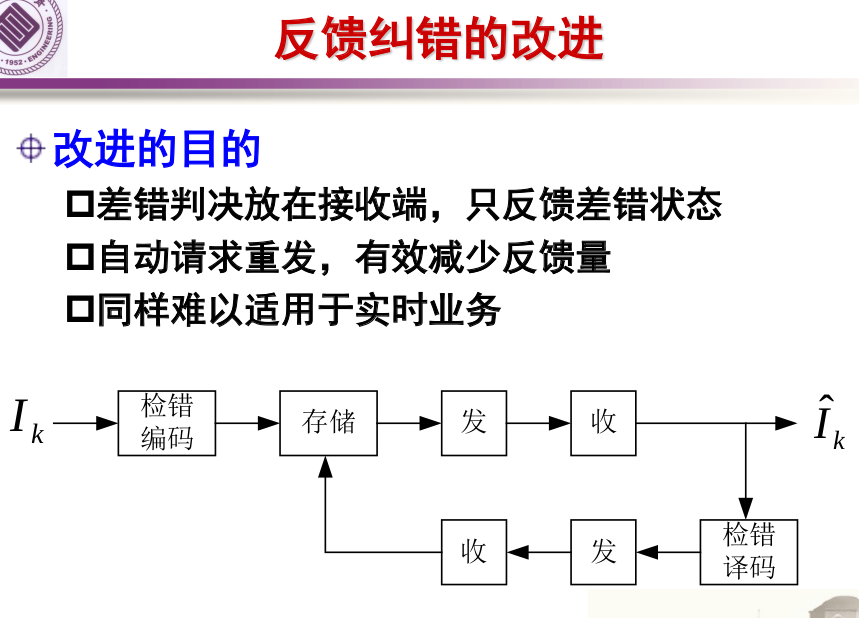 反馈纠错的改进
改进的目的
差错判决放在接收端，只反馈差错状态
自动请求重发，有效减少反馈量
同样难以适用于实时业务
I_k
检错
编码
存储
发
收
Î_k
收
发
检错
译码
·1952·ENGINEERING